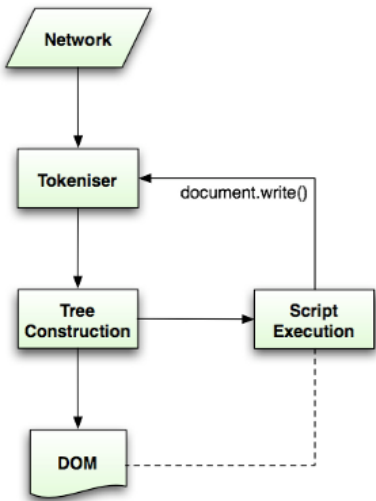 Network
Tokeniser
document.write()
Tree
Construction
Script
Execution
DOM